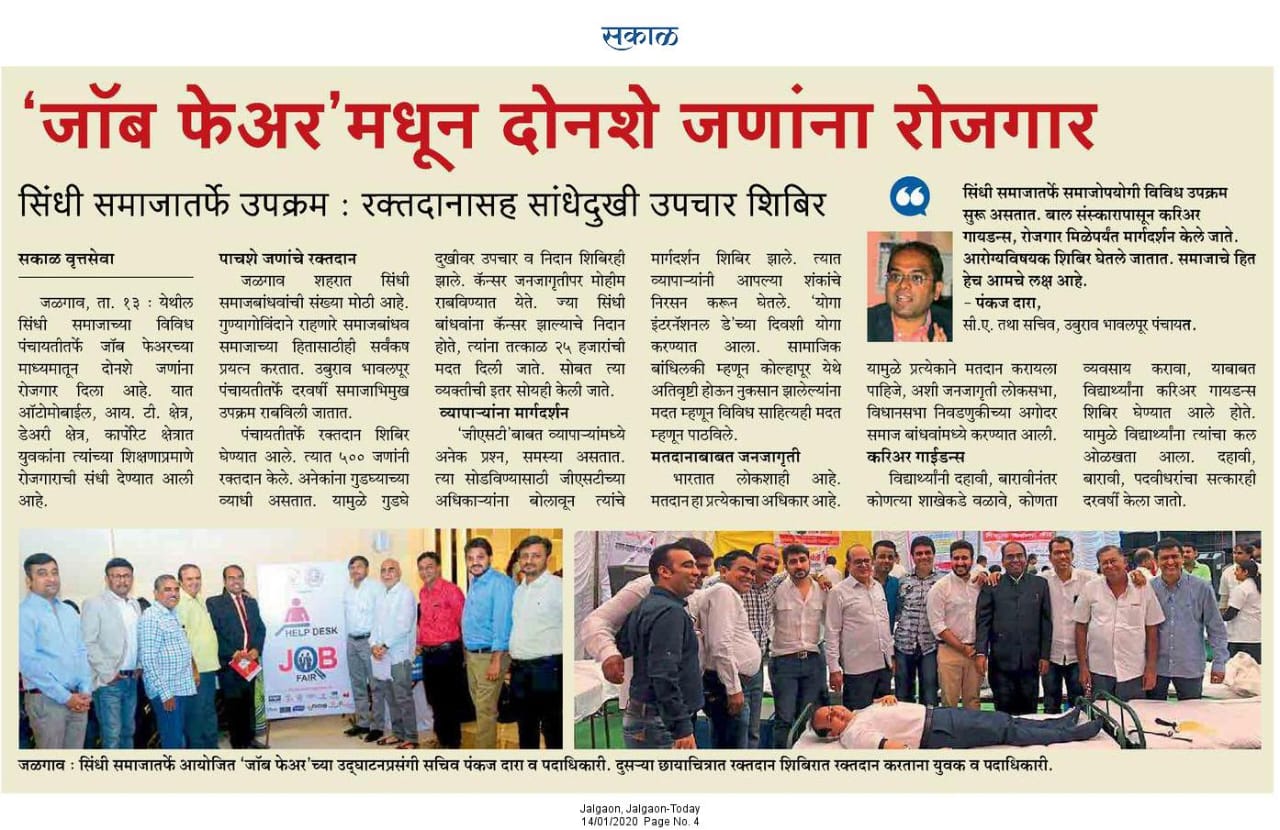 सकाळ
‘जॉब फेअर’मधून दोनशे जणांना रोजगार
सिंधी समाजातर्फे उपक्रम : रक्तदानासह सांधेदुखी उपचार शिबिर
सकाळ वृत्तसेवा
जळगाव, ता. १३ : येथील
सिंधी समाजाच्या विविध
पंचायतीतर्फे जॉब फेअरच्या
माध्यमातून दोनशे जणांना
रोजगार दिला आहे. यात
ऑटोमोबाईल, आय. टी. क्षेत्र,
डेअरी क्षेत्र, कार्पोरेट क्षेत्रात
युवकांना त्यांच्या शिक्षणाप्रमाणे
रोजगाराची संधी देण्यात आली
आहे.
पाचशे जणांचे रक्तदान
जळगाव शहरात सिंधी
समाजबांधवांची संख्या मोठी आहे.
गुण्यागोविंदाने राहणारे समाजबांधव
समाजाच्या हितासाठीही सर्वंकष
प्रयत्न करतात. उबुराव भावलपूर
पंचायतीतर्फे दरवर्षी समाजाभिमुख
उपक्रम राबविली जातात.
पंचायतीतर्फे रक्तदान शिबिर
घेण्यात आले. त्यात ५०० जणांनी
रक्तदान केले. अनेकांना गुडघ्याच्या
व्याधी असतात. यामुळे गुडघे
दुखीवर उपचार व निदान शिबिरही
झाले. कॅन्सर जनजागृतीपर मोहीम
राबविण्यात येते. ज्या सिंधी
बांधवांना कॅन्सर झाल्याचे निदान
होते, त्यांना तत्काळ २५ हजारांची
मदत दिली जाते. सोबत त्या
व्यक्तीची इतर सोयही केली जाते.
व्यापाऱ्यांना मार्गदर्शन
‘जीएसटी’बाबत व्यापाऱ्यांमध्ये
अनेक प्रश्न, समस्या असतात.
त्या सोडविण्यासाठी जीएसटीच्या
अधिकाऱ्यांना बोलावून त्यांचे
मार्गदर्शन शिबिर झाले. त्यात
व्यापाऱ्यांनी आपल्या शंकांचे
निरसन करून घेतले. ‘योगा
इंटरनॅशनल डे’च्या दिवशी योगा
करण्यात आला. सामाजिक
बांधिलकी म्हणून कोल्हापूर येथे
अतिवृष्टी होऊन नुकसान झालेल्यांना
मदत म्हणून विविध साहित्यही मदत
म्हणून पाठविले.
मतदानाबाबत जनजागृती
भारतात लोकशाही आहे.
मतदान हा प्रत्येकाचा अधिकार आहे.
सिंधी समाजातर्फे समाजोपयोगी विविध उपक्रम
सुरू असतात. बाल संस्कारापासून करिअर
गायडन्स, रोजगार मिळेपर्यंत मार्गदर्शन केले जाते.
आरोग्यविषयक शिबिर घेतले जातात. समाजाचे हित
हेच आमचे लक्ष आहे.
– पंकज दारा,
सी.ए. तथा सचिव, उबुराव भावलपूर पंचायत.
यामुळे प्रत्येकाने मतदान करायला
पाहिजे, अशी जनजागृती लोकसभा,
विधानसभा निवडणुकीच्या अगोदर
समाज बांधवांमध्ये करण्यात आली.
करिअर गाईडन्स
विद्यार्थ्यांनी दहावी, बारावीनंतर
कोणत्या शाखेकडे वळावे, कोणता
व्यवसाय करावा, याबाबत
विद्यार्थ्यांना करिअर गायडन्स
शिबिर घेण्यात आले होते.
यामुळे विद्यार्थ्यांना त्यांचा कल
ओळखता आला. दहावी,
बारावी, पदवीधरांचा सत्कारही
दरवर्षी केला जातो.
HELP DESK
JOB
FAIR
जळगाव : सिंधी समाजातर्फे आयोजित ‘जॉब फेअर’च्या उद्घाटनप्रसंगी सचिव पंकज दारा व पदाधिकारी. दुसऱ्या छायाचित्रात रक्तदान शिबिरात रक्तदान करताना युवक व पदाधिकारी.
Jalgaon, Jalgaon-Today
14/01/2020 Page No. 4